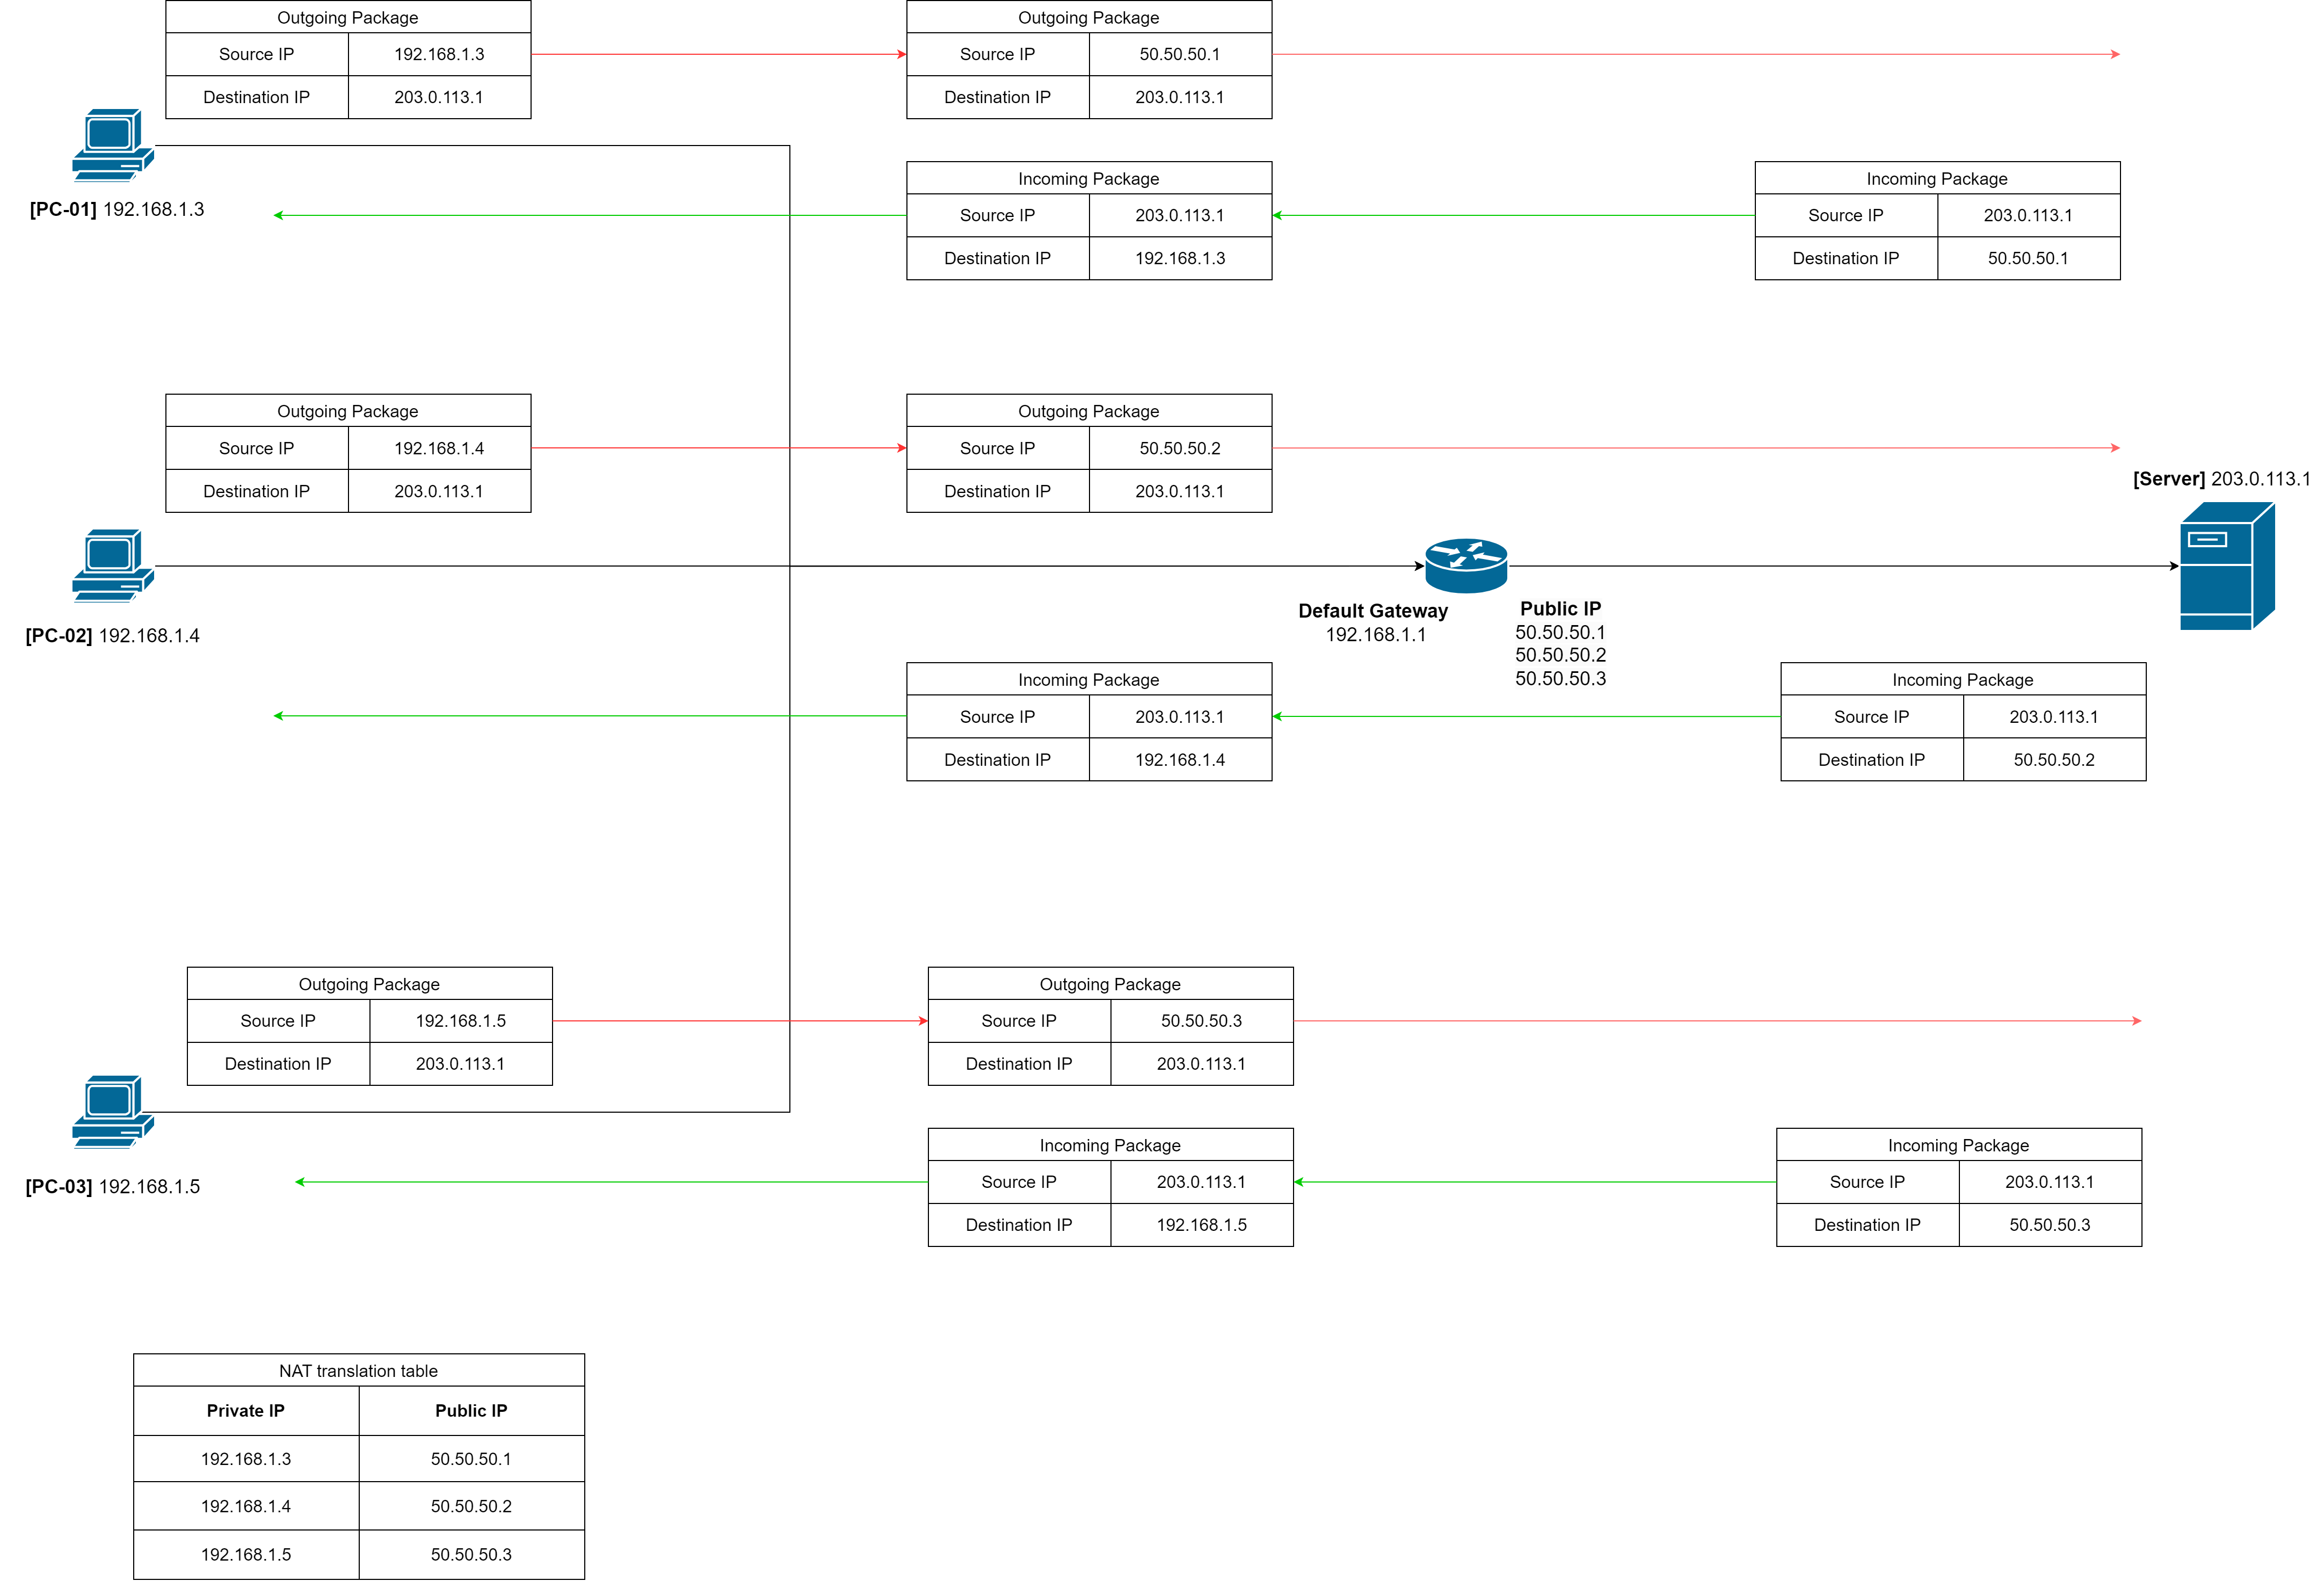 Outgoing Package
Source IP 192.168.1.3
Destination IP 203.0.113.1
Outgoing Package
Source IP 50.50.50.1
Destination IP 203.0.113.1
[PC-01] 192.168.1.3
Incoming Package
Source IP 203.0.113.1
Destination IP 192.168.1.3
Incoming Package
Source IP 203.0.113.1
Destination IP 50.50.50.1
Outgoing Package
Source IP 192.168.1.4
Destination IP 203.0.113.1
Outgoing Package
Source IP 50.50.50.2
Destination IP 203.0.113.1
[Server] 203.0.113.1
[PC-02] 192.168.1.4
Default Gateway
192.168.1.1
Public IP
50.50.50.1
50.50.50.2
50.50.50.3
Incoming Package
Source IP 203.0.113.1
Destination IP 192.168.1.4
Incoming Package
Source IP 203.0.113.1
Destination IP 50.50.50.2
Outgoing Package
Source IP 192.168.1.5
Destination IP 203.0.113.1
Outgoing Package
Source IP 50.50.50.3
Destination IP 203.0.113.1
[PC-03] 192.168.1.5
Incoming Package
Source IP 203.0.113.1
Destination IP 192.168.1.5
Incoming Package
Source IP 203.0.113.1
Destination IP 50.50.50.3
NAT translation table
Private IP Public IP
192.168.1.3 50.50.50.1
192.168.1.4 50.50.50.2
192.168.1.5 50.50.50.3